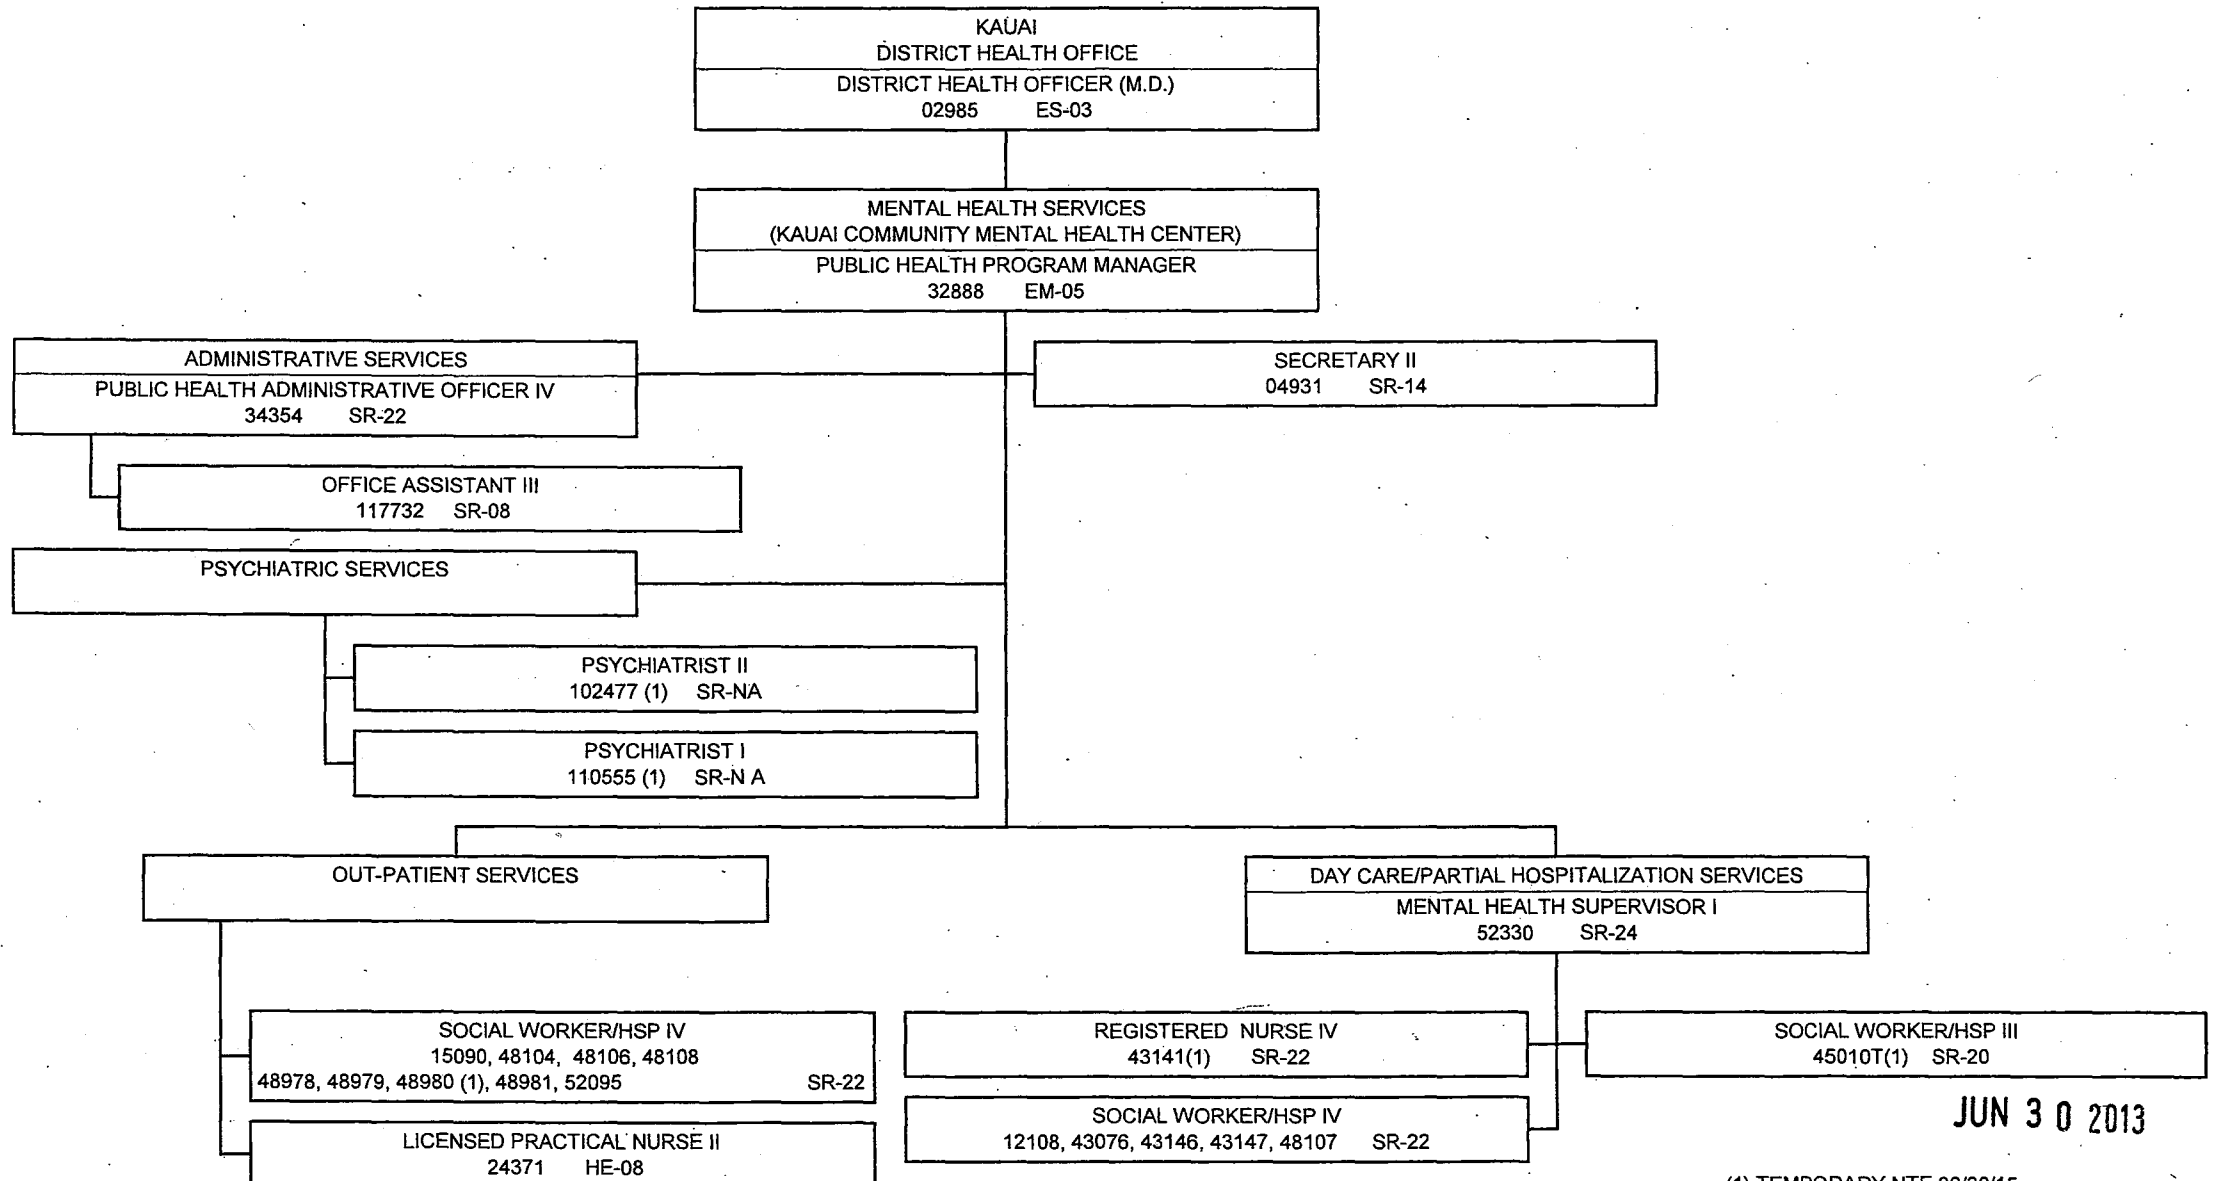 KAUAI
DISTRICT HEALTH OFFICE
DISTRICT HEALTH OFFICER (M.D.)
02985 ES-03
MENTAL HEALTH SERVICES
(KAUAI COMMUNITY MENTAL HEALTH CENTER)
PUBLIC HEALTH PROGRAM MANAGER
32888 EM-05
ADMINISTRATIVE SERVICES
PUBLIC HEALTH ADMINISTRATIVE OFFICER IV
34354 SR-22
SECRETARY II
04931 SR-14
OFFICE ASSISTANT III
117732 SR-08
PSYCHIATRIC SERVICES
PSYCHIATRIST II
102477 (1) SR-NA
PSYCHIATRIST I
110555 (1) SR-N A
OUT-PATIENT SERVICES
DAY CARE/PARTIAL HOSPITALIZATION SERVICES
MENTAL HEALTH SUPERVISOR I
52330 SR-24
SOCIAL WORKER/HSP IV
15090, 48104, 48106, 48108
48978, 48979, 48980 (1), 48981, 52095 SR-22
LICENSED PRACTICAL NURSE II
24371 HE-08
REGISTERED NURSE IV
43141(1) SR-22
SOCIAL WORKER/HSP IV
12108, 43076, 43146, 43147, 48107 SR-22
SOCIAL WORKER/HSP III
45010T(1) SR-20
JUN 30 2013
(1) TEMPORARY NTE